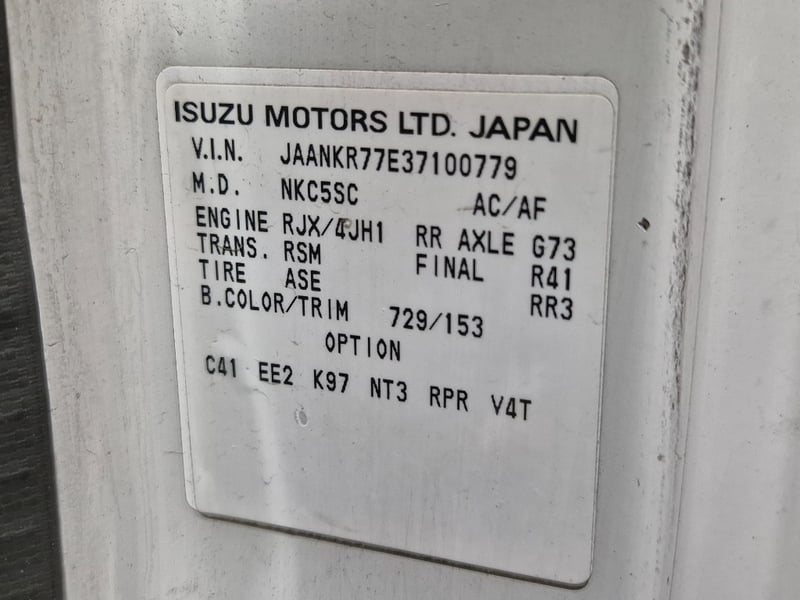 ISUZU MOTORS LTD. JAPAN
V.I.N. JAANKR77E37100779
M.D. NKC5SC AC/AF
ENGINE RJX/4JH1 RR AXLE G73
TRANS. RSM FINAL R41
TIRE ASE RR3
B.COLOR/TRIM 729/153
OPTION
C41 EE2 K97 NT3 RPR V4T